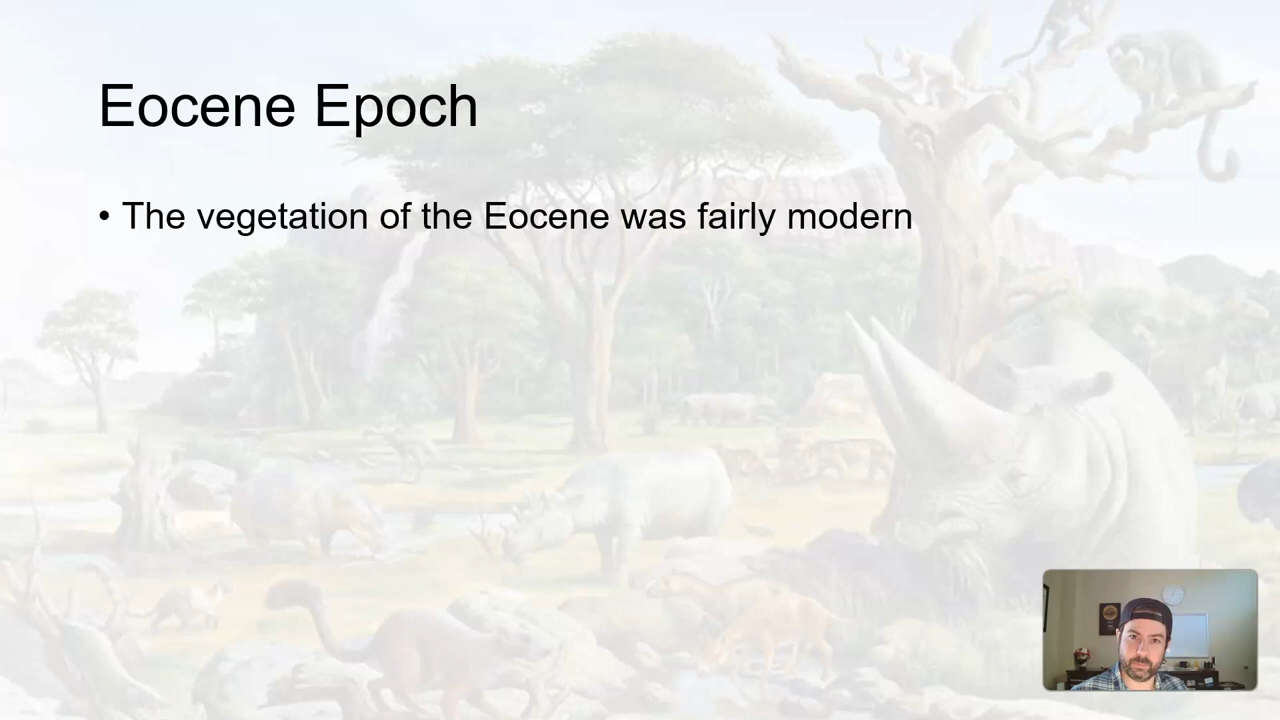 Eocene Epoch
• The vegetation of the Eocene was fairly modern